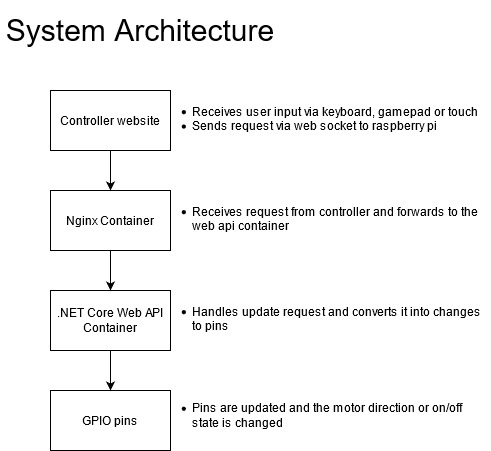 System Architecture
Controller website
• Receives user input via keyboard, gamepad or touch
• Sends request via web socket to raspberry pi
Nginx Container
• Receives request from controller and forwards to the
web api container
.NET Core Web API
Container
• Handles update request and converts it into changes
to pins
GPIO pins
• Pins are updated and the motor direction or on/off
state is changed